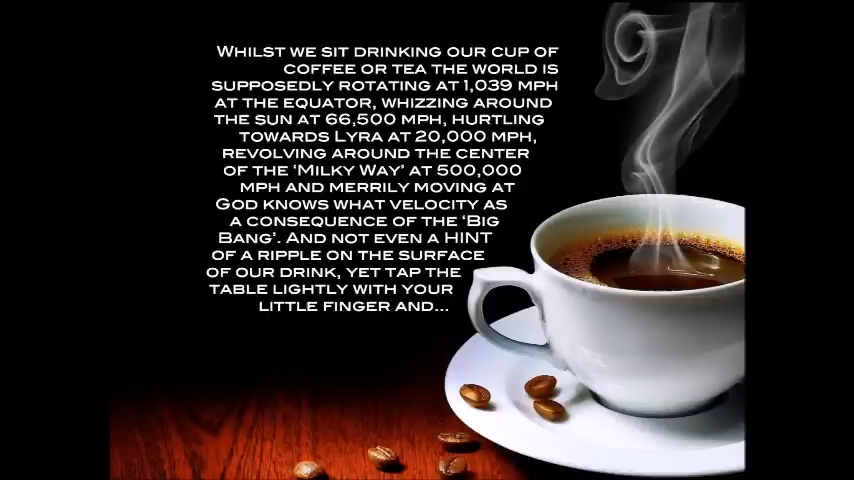 Whilst we sit drinking our cup of
coffee or tea the world is
supposedly rotating at 1,039 mph
at the equator, whizzing around
the sun at 66,500 mph, hurtling
towards Lyra at 20,000 mph,
revolving around the center
of the ‘Milky Way’ at 500,000
mph and merrily moving at
God knows what velocity as
a consequence of the ‘Big
Bang’. And not even a HINT
of a ripple on the surface
of our drink, yet tap the
table lightly with your
little finger and...